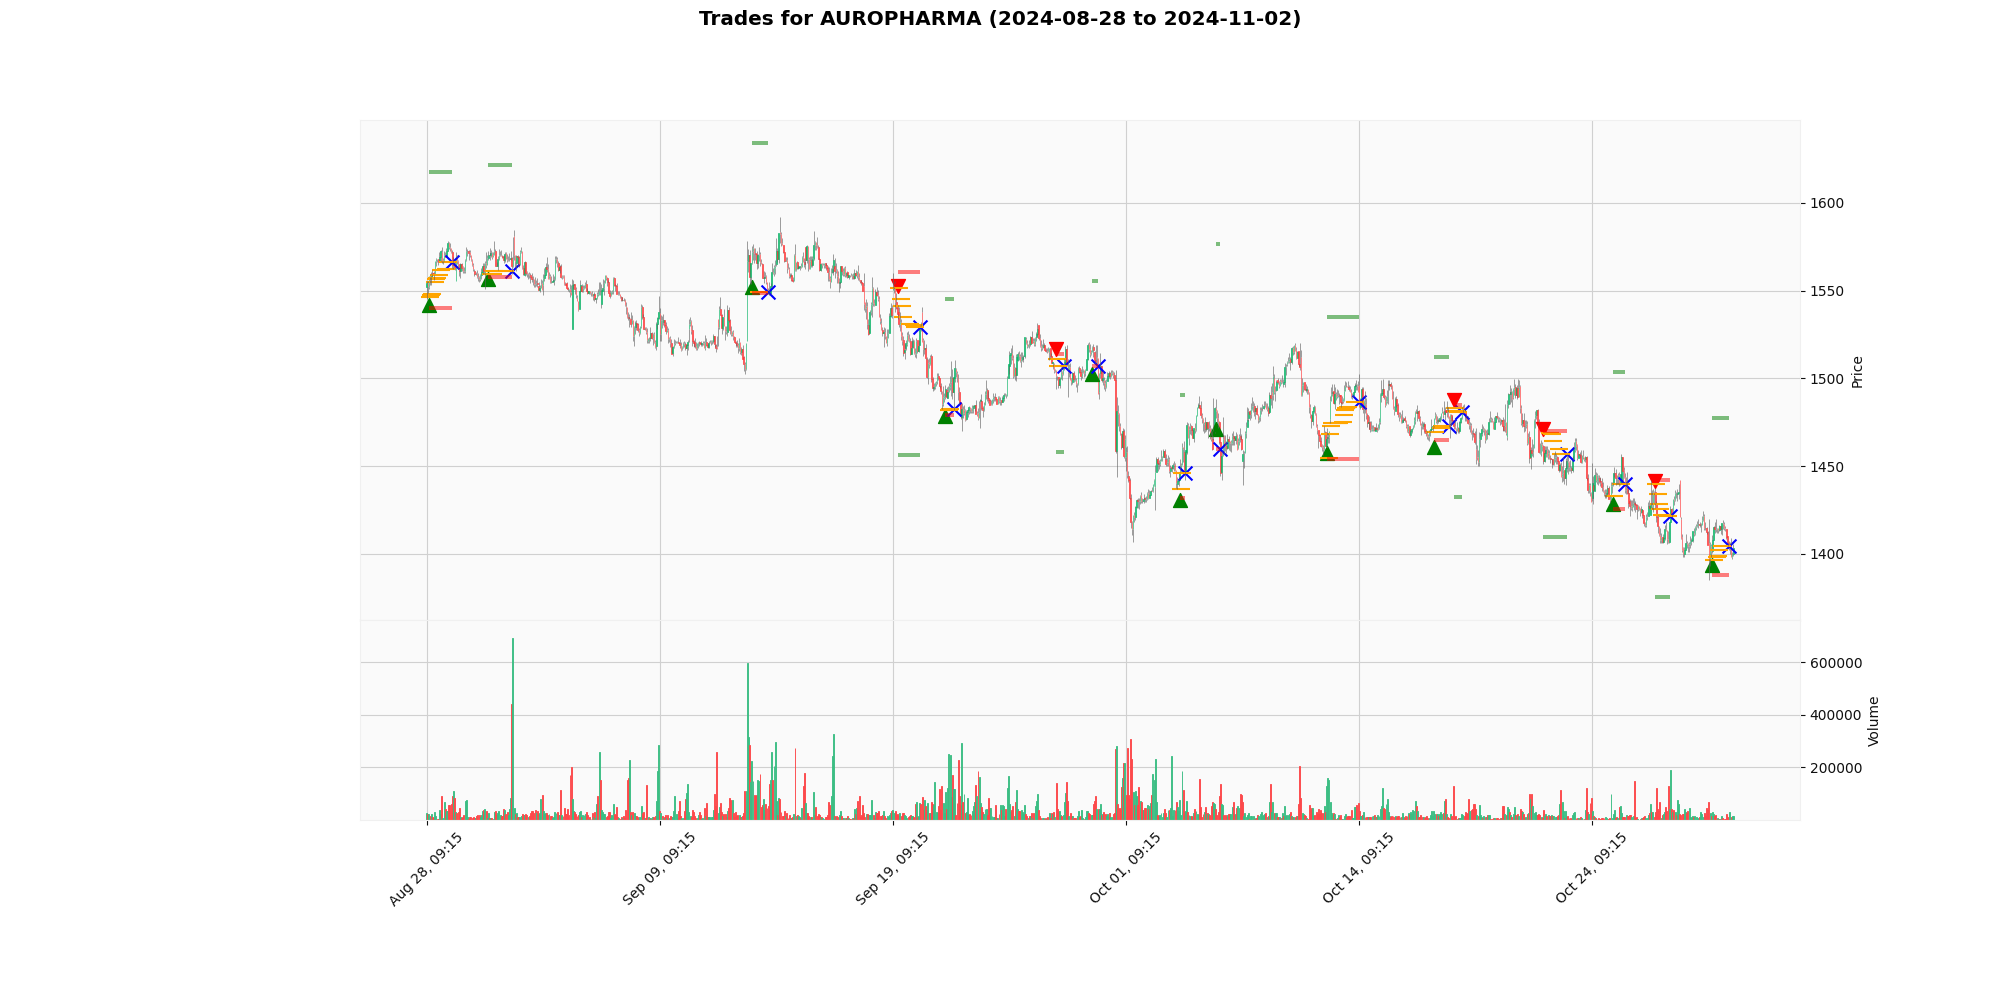 Trades for AUROPHARMA (2024-08-28 to 2024-11-02)
1600
1550
1500
1450
1400
Price
600000
400000
200000
Volume
Aug 28, 09:15
Sep 09, 09:15
Sep 19, 09:15
Oct 01, 09:15
Oct 14, 09:15
Oct 24, 09:15